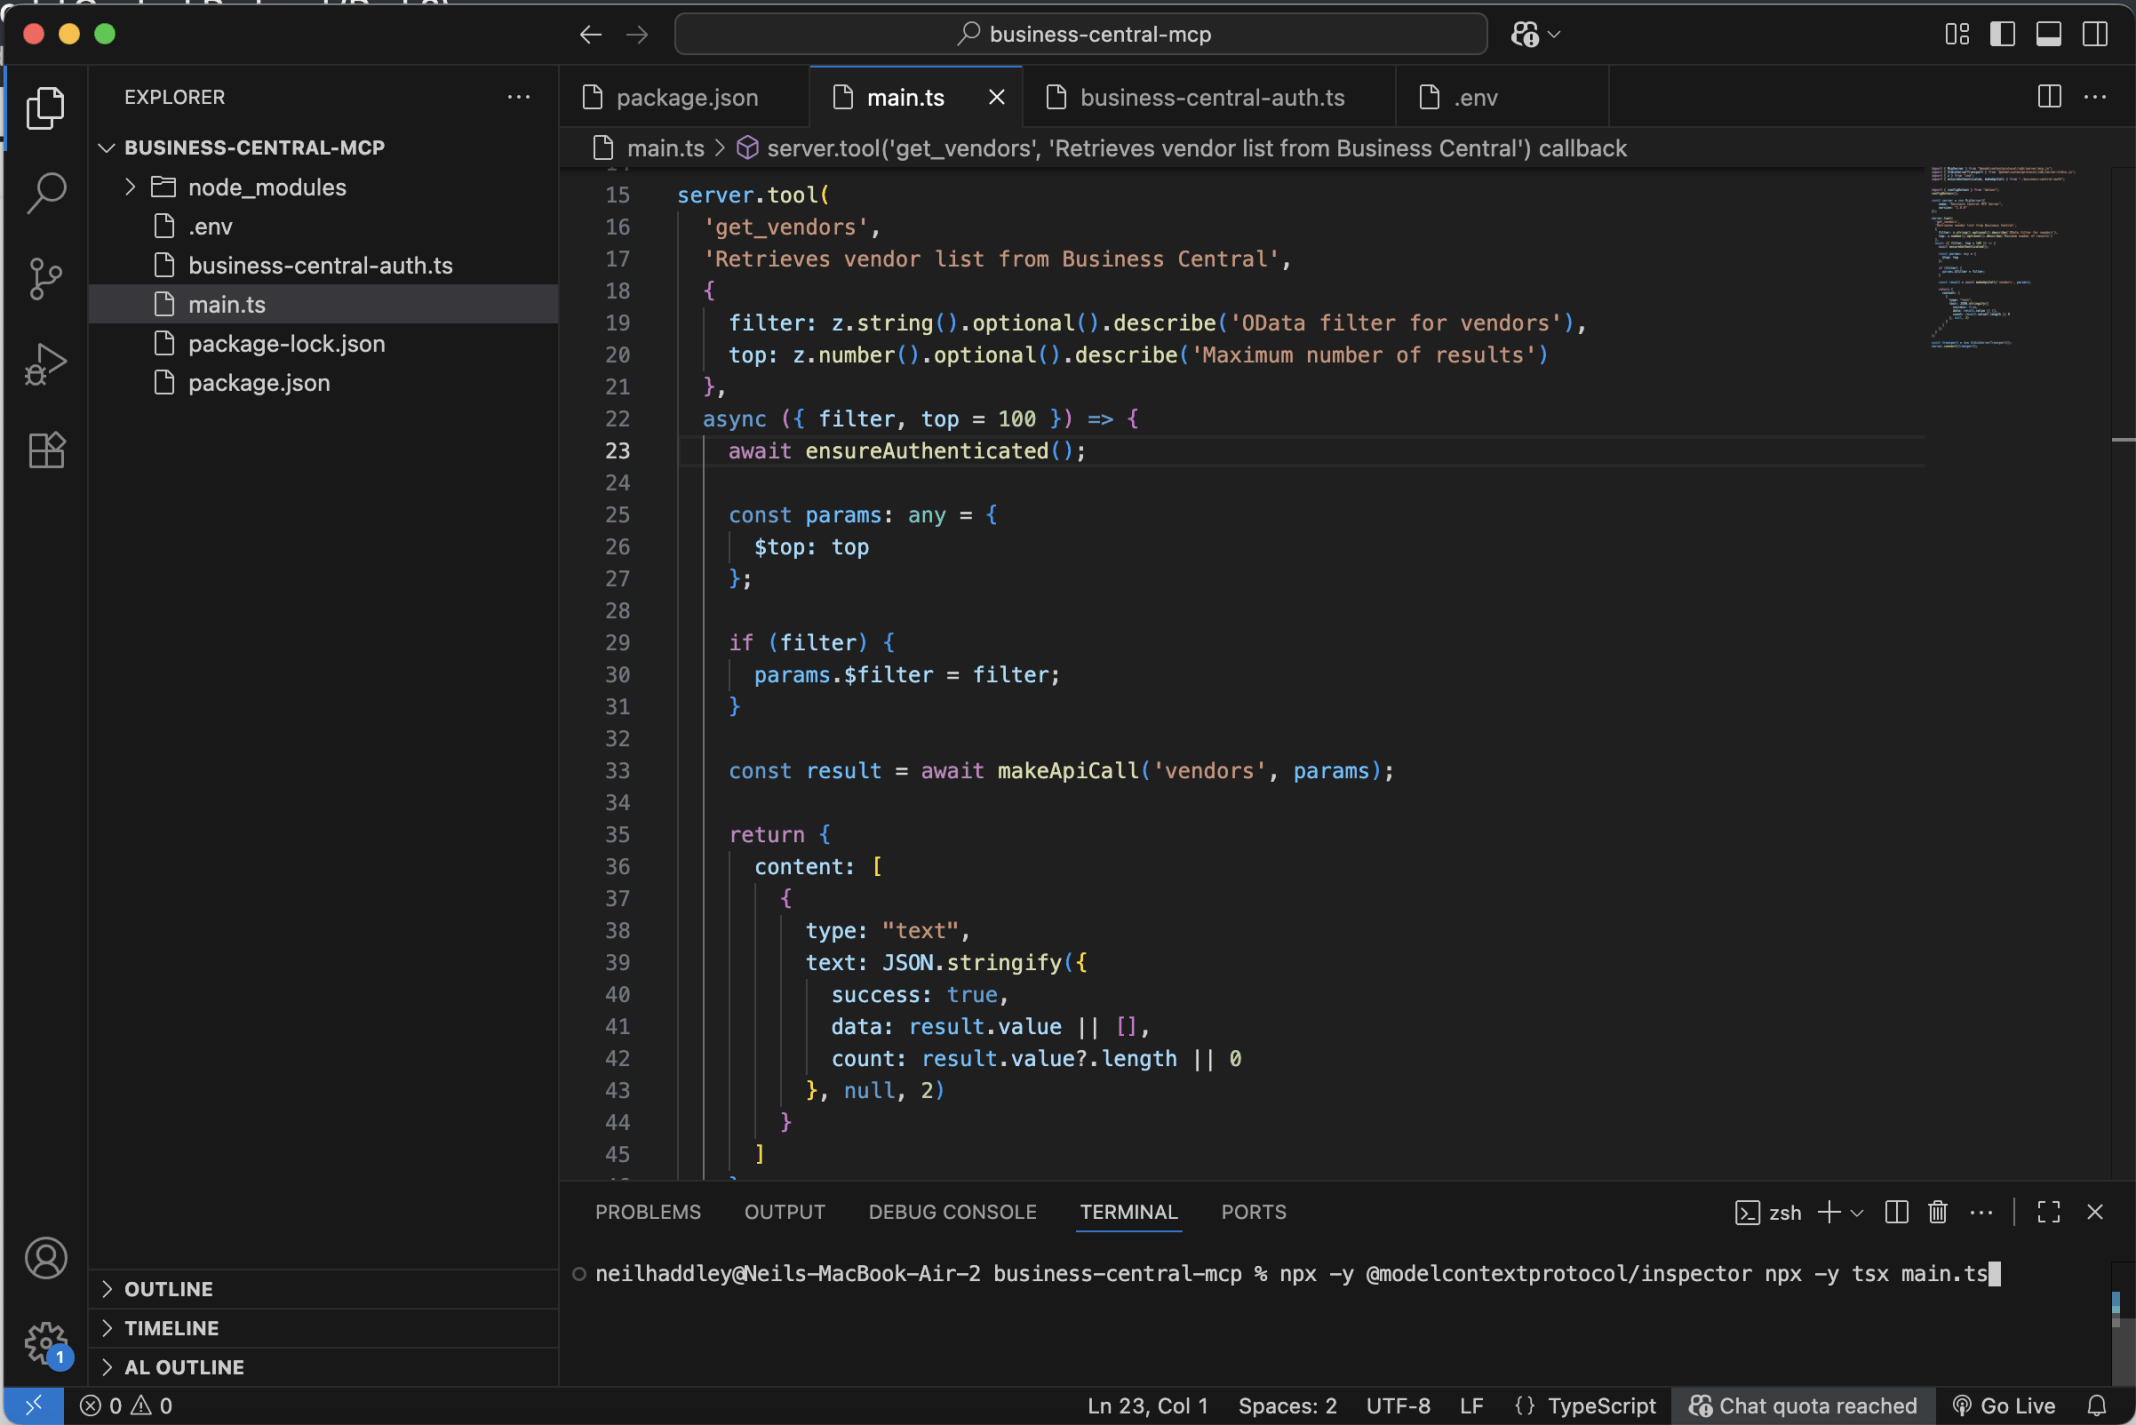 business-central-mcp
EXPLORER
BUSINESS-CENTRAL-MCP
node_modules
.env
business-central-auth.ts
main.ts
package-lock.json
package.json
OUTLINE
TIMELINE
AL OUTLINE
package.json
main.ts
business-central-auth.ts
.env
main.ts > server.tool('get_vendors', 'Retrieves vendor list from Business Central') callback
15 server.tool(
16 'get_vendors',
17 'Retrieves vendor list from Business Central',
18 {
19 filter: z.string().optional().describe('OData filter for vendors'),
20 top: z.number().optional().describe('Maximum number of results')
21 },
22 async ({ filter, top = 100 }) => {
23 await ensureAuthenticated();
24
25 const params: any = {
26 $top: top
27 };
28
29 if (filter) {
30 params.$filter = filter;
31 }
32
33 const result = await makeApiCall('vendors', params);
34
35 return {
36 content: [
37 {
38 type: "text",
39 text: JSON.stringify({
40 success: true,
41 data: result.value || [],
42 count: result.value?.length || 0
43 }, null, 2)
44 }
45 ]
PROBLEMS OUTPUT DEBUG CONSOLE TERMINAL PORTS
zsh
neilhaddley@Neils-MacBook-Air-2 business-central-mcp % npx -y @modelcontextprotocol/inspector npx -y tsx main.ts
1
0 0
Ln 23, Col 1 Spaces: 2 UTF-8 LF {} TypeScript Chat quota reached Go Live